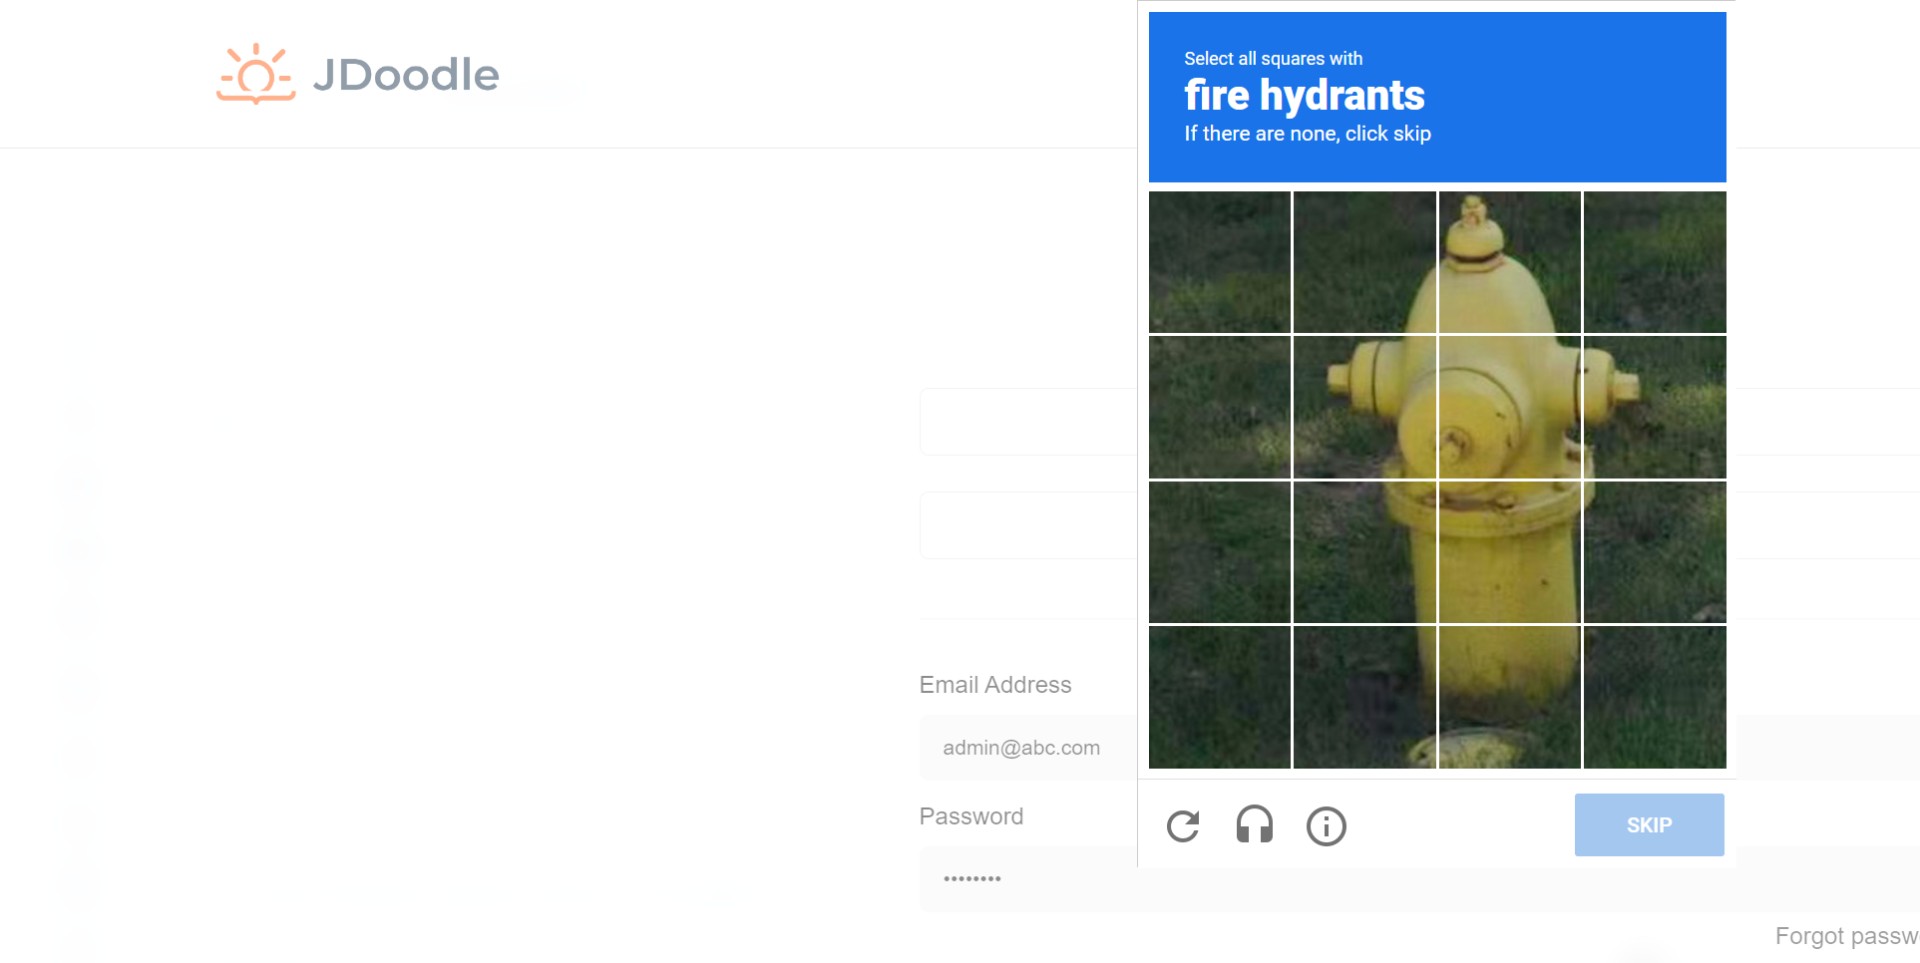 JDoodle
Select all squares with
fire hydrants
If there are none, click skip
Email Address
admin@abc.com
Password
••••••••
SKIP
Forgot passw